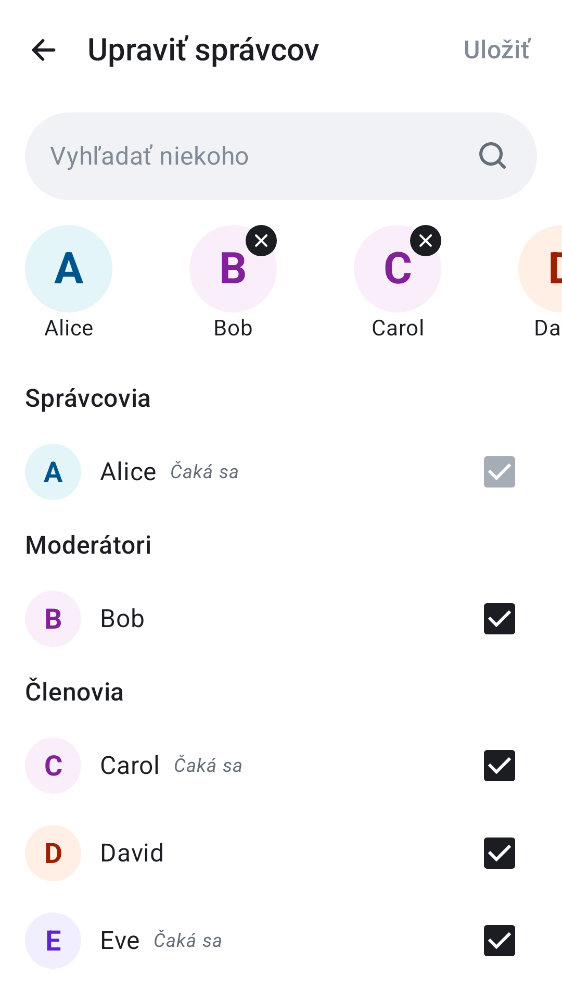 Upraviť správcov
Uložiť
Vyhľadať niekoho
A
B
C
D
Alice
Bob
Carol
Da
Správcovia
A
Alice Čaká sa
Moderátori
B
Bob
Členovia
C
Carol Čaká sa
D
David
E
Eve Čaká sa